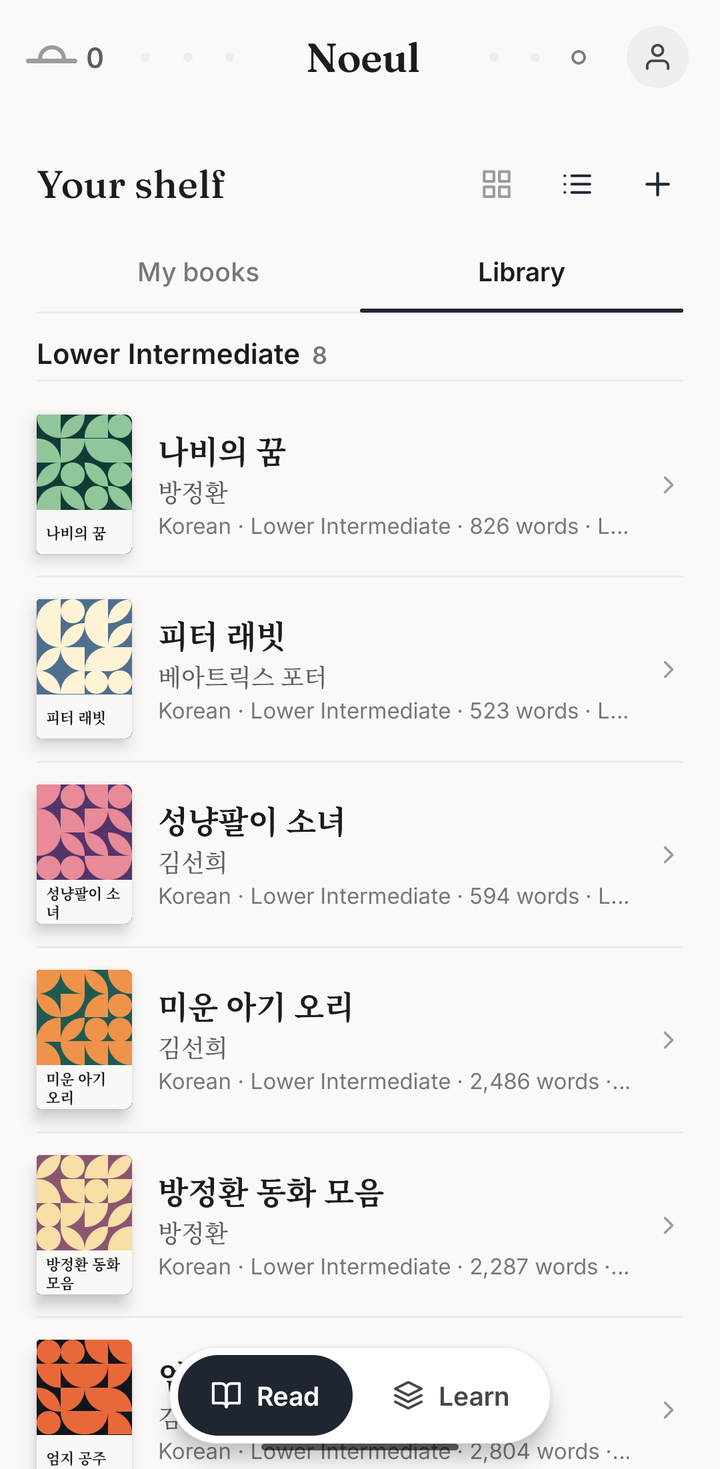 0
Noeul
Your shelf
My books
Library
Lower Intermediate 8
나비의 꿈
방정환
Korean · Lower Intermediate · 826 words · L...
나비의 꿈
피터 래빗
베아트릭스 포터
Korean · Lower Intermediate · 523 words · L...
피터 래빗
성냥팔이 소녀
김선희
Korean · Lower Intermediate · 594 words · L...
성냥팔이 소
녀
미운 아기 오리
김선희
Korean · Lower Intermediate · 2,486 words ·...
미운 아기
오리
방정환 동화 모음
방정환
Korean · Lower Intermediate · 2,287 words ·...
방정환 동화
모음
Read
Learn
Korean · Lower Intermediate · 2,804 words ·...
엄지 공주